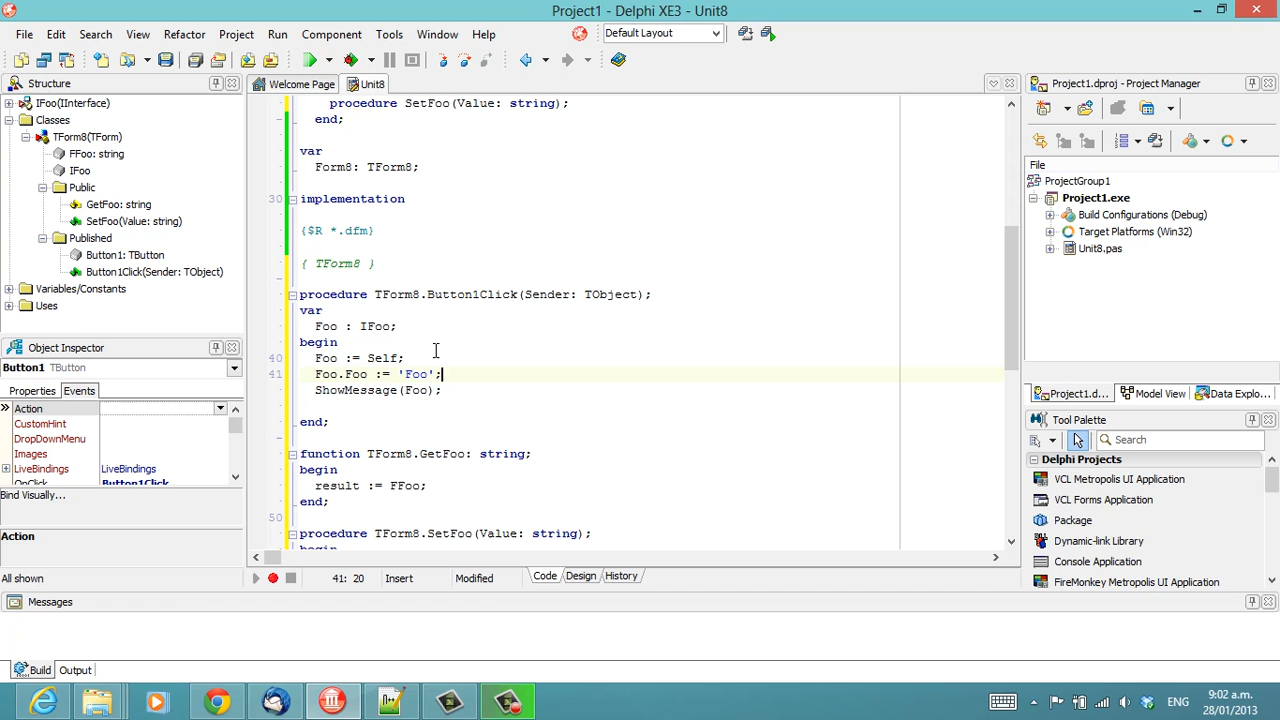 Project1 - Delphi XE3 - Unit8
File Edit Search View Refactor Project Run Component Tools Window Help
Default Layout
Structure
IFoo(IInterface)
Classes
TForm8(TForm)
FFoo: string
IFoo
Public
GetFoo: string
SetFoo(Value: string)
Published
Button1: TButton
Button1Click(Sender: TObject)
Variables/Constants
Uses
Object Inspector
Button1 TButton
Properties Events
Action
CustomHint
DropDownMenu
Images
LiveBindings LiveBindings
OnClick Button1Click
Bind Visually...
Action
All shown
Welcome Page Unit8
procedure SetFoo(Value: string);
end;
var
Form8: TForm8;
30 implementation
{$R *.dfm}
{ TForm8 }
procedure TForm8.Button1Click(Sender: TObject);
var
Foo : IFoo;
begin
40 Foo := Self;
41 Foo.Foo := 'Foo';
ShowMessage(Foo);
end;
function TForm8.GetFoo: string;
begin
result := FFoo;
end;
50
procedure TForm8.SetFoo(Value: string);
begin
41: 20 Insert Modified Code Design History
Project1.dproj - Project Manager
File
ProjectGroup1
Project1.exe
Build Configurations (Debug)
Target Platforms (Win32)
Unit8.pas
Project1.d... Model View Data Explo...
Tool Palette
Search
Delphi Projects
VCL Metropolis UI Application
VCL Forms Application
Package
Dynamic-link Library
Console Application
FireMonkey Metropolis UI Application
Messages
Build Output
ENG
9:02 a.m.
28/01/2013